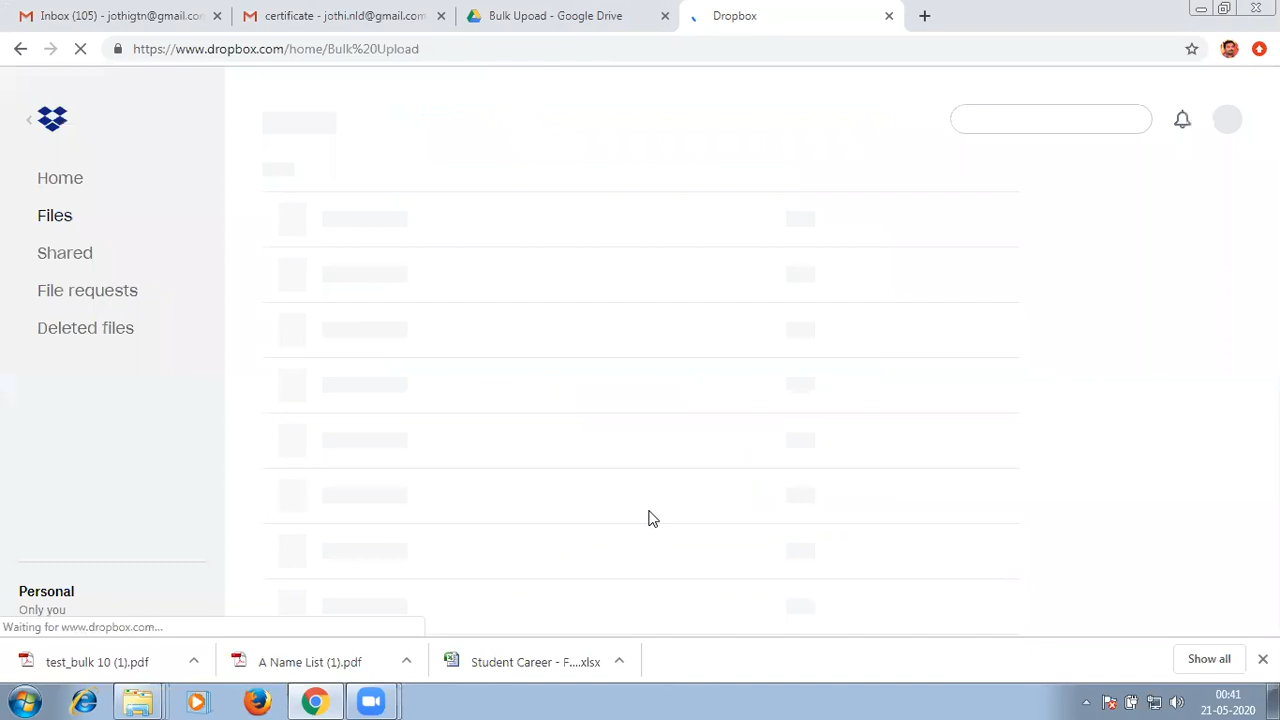 Inbox (105) - jothigtn@gmail.co
certificate - jothi.nld@gmail.com
Bulk Upoad - Google Drive
Dropbox
https://www.dropbox.com/home/Bulk%20Upload
Home
Files
Shared
File requests
Deleted files
Personal
Only you
Waiting for www.dropbox.com...
test_bulk 10 (1).pdf
A Name List (1).pdf
Student Career - F....xlsx
Show all
00:41
21-05-2020